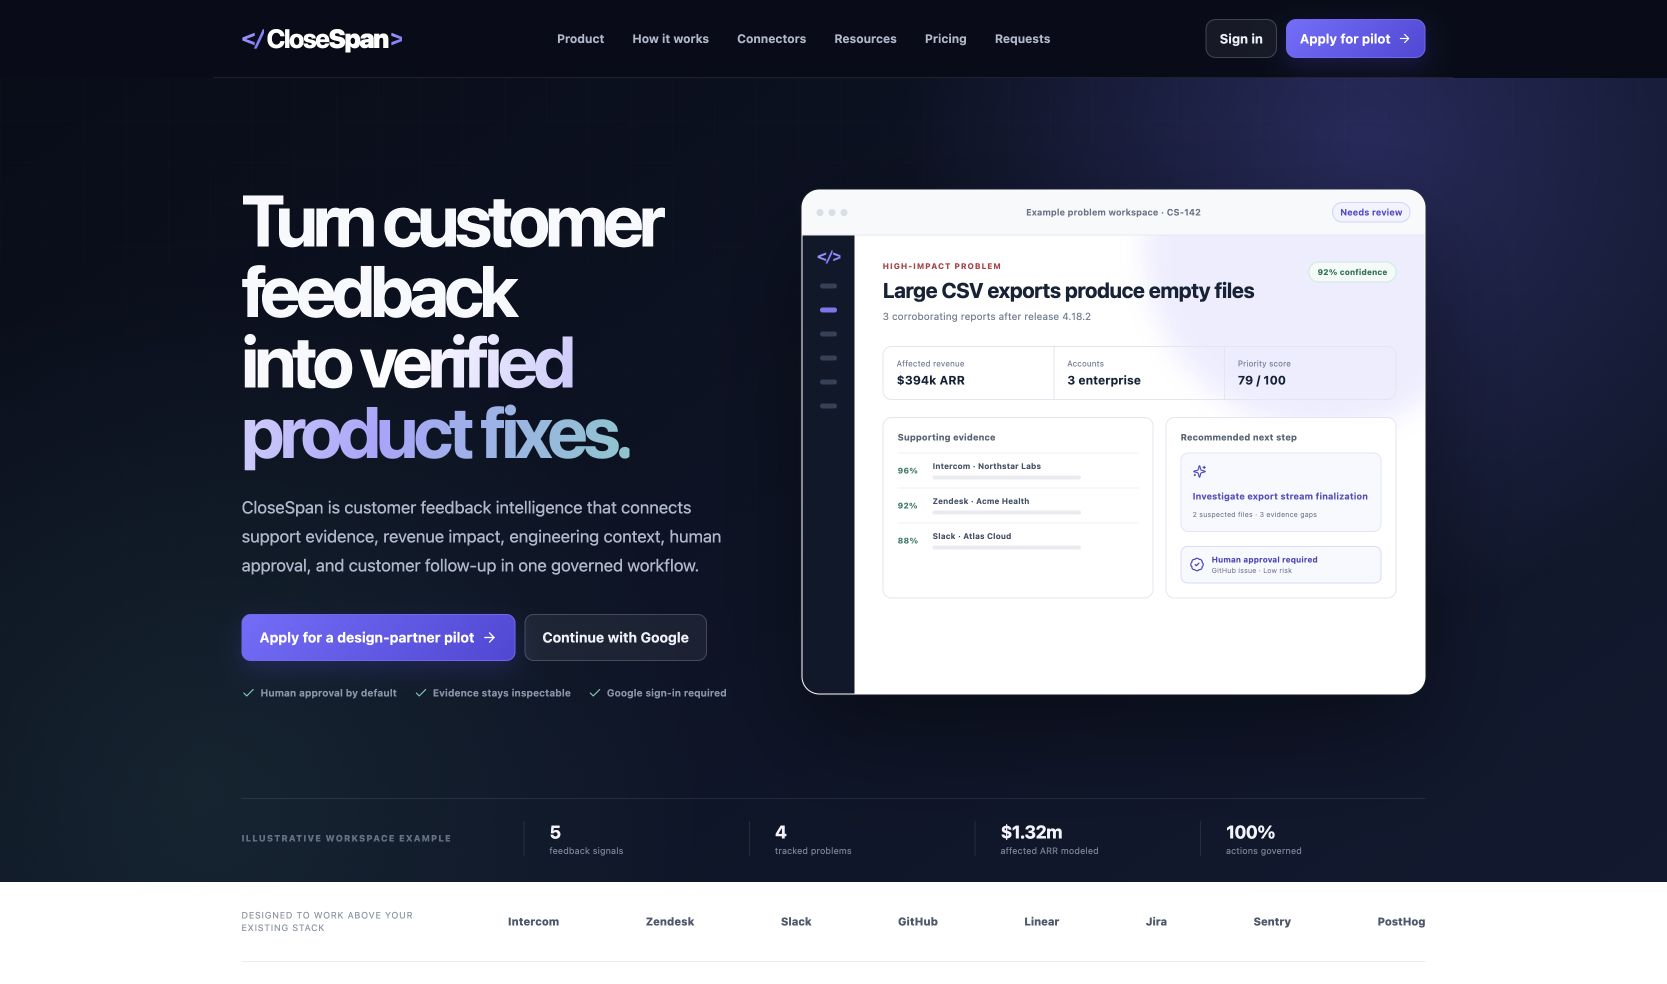 </CloseSpan>
Product
How it works
Connectors
Resources
Pricing
Requests
Sign in
Apply for pilot →
Turn customer
feedback
into verified
product fixes.
CloseSpan is customer feedback intelligence that connects
support evidence, revenue impact, engineering context, human
approval, and customer follow-up in one governed workflow.
Apply for a design-partner pilot →
Continue with Google
Human approval by default
Evidence stays inspectable
Google sign-in required
Example problem workspace · CS-142
Needs review
</>
HIGH-IMPACT PROBLEM
92% confidence
Large CSV exports produce empty files
3 corroborating reports after release 4.18.2
Affected revenue
$394k ARR
Accounts
3 enterprise
Priority score
79 / 100
Supporting evidence
96%
Intercom · Northstar Labs
92%
Zendesk · Acme Health
88%
Slack · Atlas Cloud
Recommended next step
Investigate export stream finalization
2 suspected files · 3 evidence gaps
Human approval required
GitHub issue · Low risk
ILLUSTRATIVE WORKSPACE EXAMPLE
5
feedback signals
4
tracked problems
$1.32m
affected ARR modeled
100%
actions governed
DESIGNED TO WORK ABOVE YOUR
EXISTING STACK
Intercom
Zendesk
Slack
GitHub
Linear
Jira
Sentry
PostHog